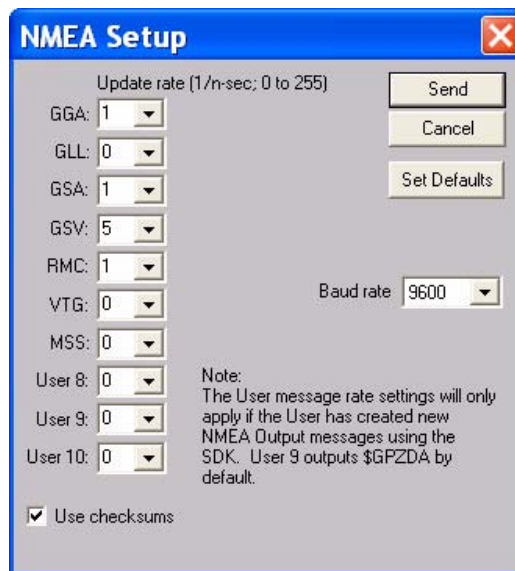 NMEA Setup
Update rate (1/n-sec; 0 to 255)
GGA: 1
GLL: 0
GSA: 1
GSV: 5
RMC: 1
VTG: 0
MSS: 0
User 8: 0
User 9: 0
User 10: 0
Use checksums
Send
Cancel
Set Defaults
Baud rate 9600
Note:
The User message rate settings will only
apply if the User has created new
NMEA Output messages using the
SDK. User 9 outputs $GPZDA by
default.